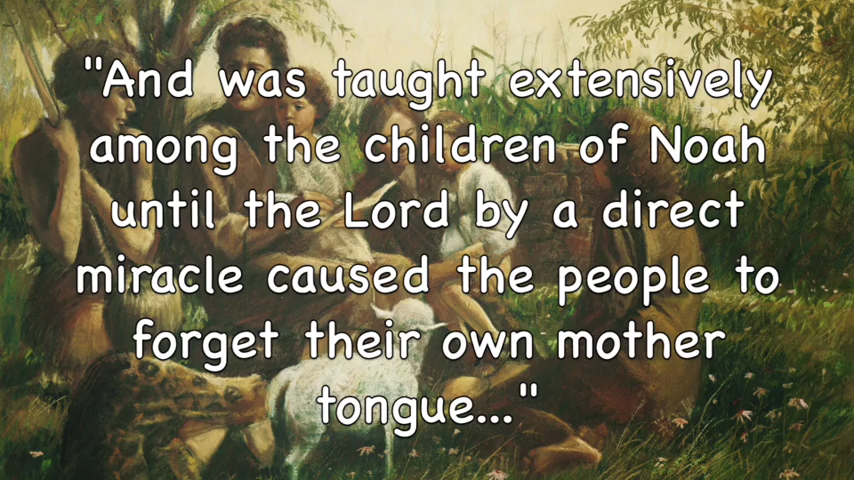 "And was taught extensively
among the children of Noah
until the Lord by a direct
miracle caused the people to
forget their own mother
tongue..."